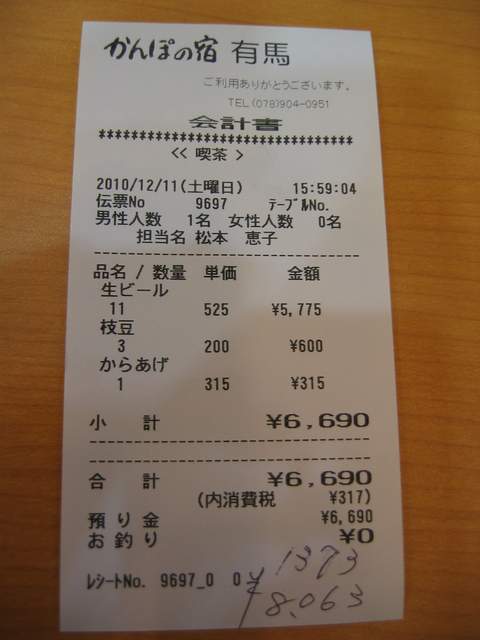 かんぽの宿 有馬
ご利用ありがとうございます。
TEL(078)904-0951
会計書
********************************
<< 喫茶 >
2010/12/11(土曜日) 15:59:04
伝票No 9697 ﾃｰﾌﾞﾙNo.
男性人数 1名 女性人数 0名
担当名 松本 恵子
品名 / 数量 単価 金額
生ビール
11 525 ¥5,775
枝豆
3 200 ¥600
からあげ
1 315 ¥315
小 計 ¥6,690
合 計 ¥6,690
(内消費税 ¥317)
預り金 ¥6,690
お釣り ¥0
ﾚｼｰﾄNo. 9697_0 0
1373
¥8.063